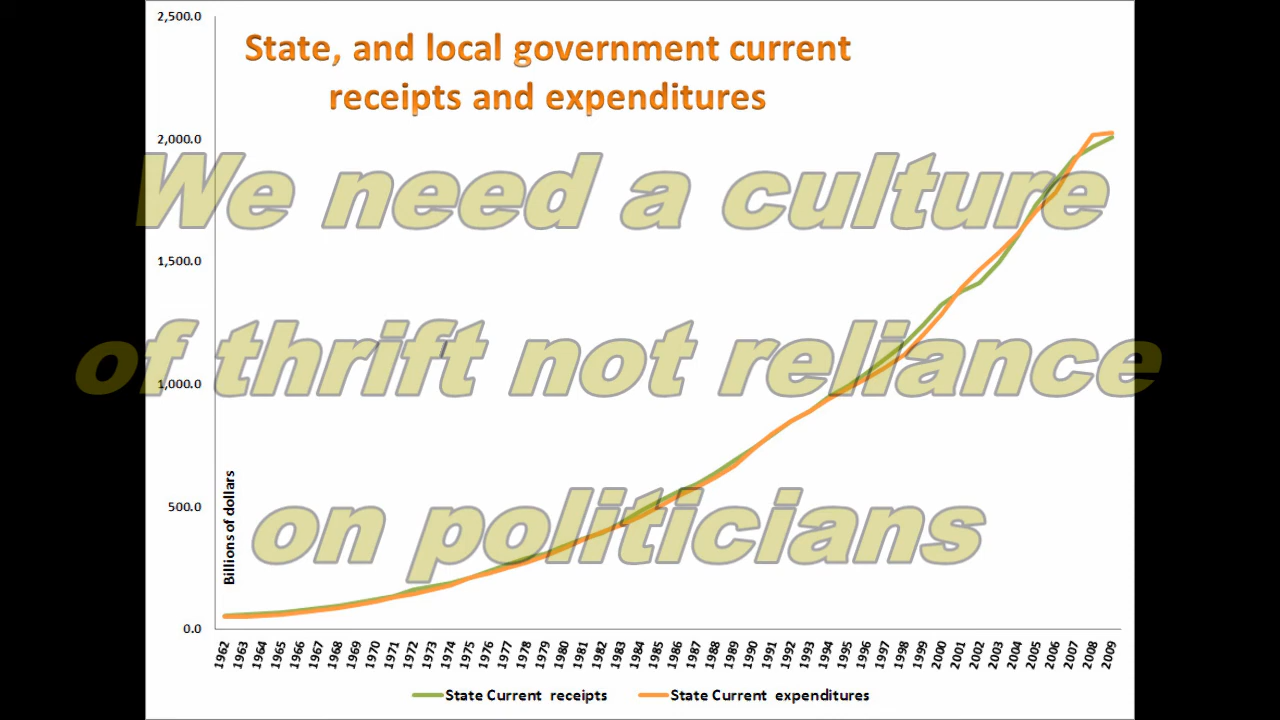 2,500.0
State, and local government current
receipts and expenditures
2,000.0
We need a culture
1,500.0
of thrift not reliance
1,000.0
Billions of dollars
500.0
on politicians
0.0
1962 1963 1964 1965 1966 1967 1968 1969 1970 1971 1972 1973 1974 1975 1976 1977 1978 1979 1980 1981 1982 1983 1984 1985 1986 1987 1988 1989 1990 1991 1992 1993 1994 1995 1996 1997 1998 1999 2000 2001 2002 2003 2004 2005 2006 2007 2008 2009
State Current receipts State Current expenditures